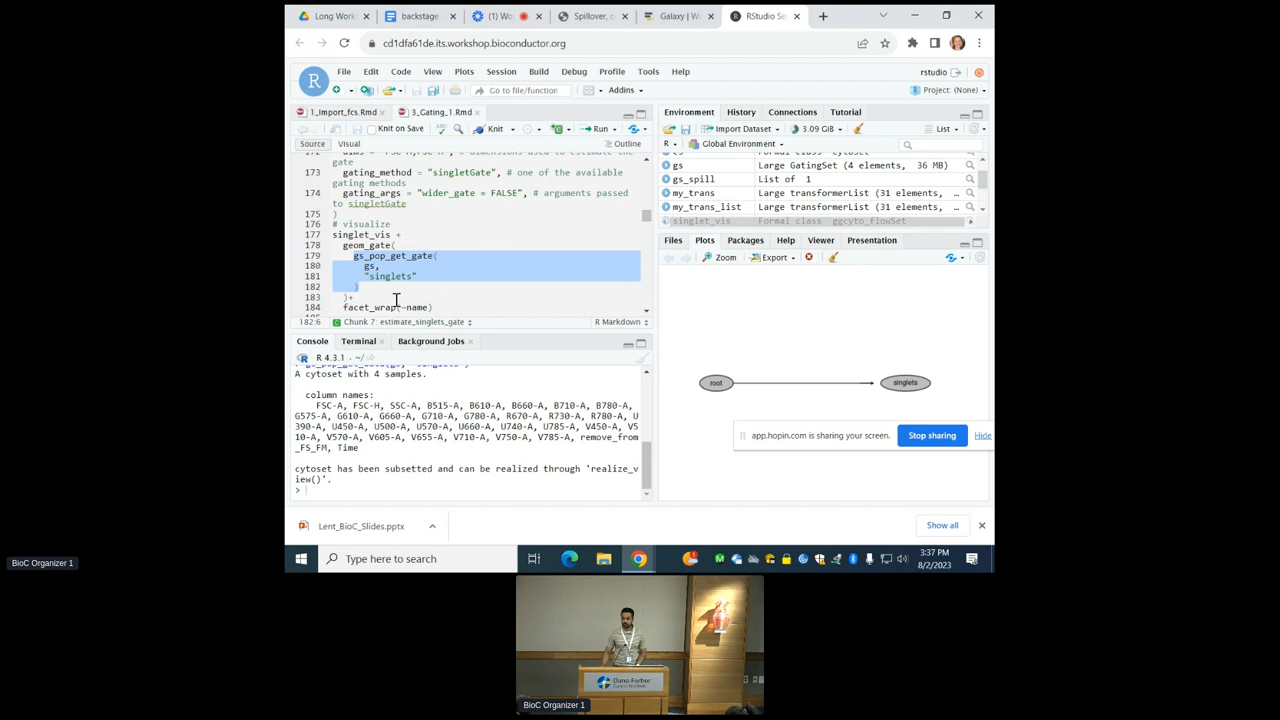 Long Work
backstage
(1) Wo
Spillover, c
Galaxy | W
RStudio Se
cd1dfa61de.its.workshop.bioconductor.org
R
File Edit Code View Plots Session Build Debug Profile Tools Help
rstudio
Go to file/function
Addins
Project: (None)
1_Import_fcs.Rmd
3_Gating_1.Rmd
Knit on Save
Knit
Run
Source Visual
Outline
gate
173 gating_method = "singletGate", # one of the available
gating methods
174 gating_args = "wider_gate = FALSE", # arguments passed
to singletGate
175 )
176 # visualize
177 singlet_vis +
178 geom_gate(
179 gs_pop_get_gate(
180 gs,
181 "singlets"
182 )
183 )+
184 facet_wrap(~name)
182:6 Chunk 7: estimate_singlets_gate R Markdown
Console Terminal Background Jobs
R 4.3.1 · ~/
A cytoset with 4 samples.
column names:
FSC-A, FSC-H, SSC-A, B515-A, B610-A, B660-A, B710-A, B780-A,
G575-A, G610-A, G660-A, G710-A, G780-A, R670-A, R730-A, R780-A, U
390-A, U450-A, U500-A, U570-A, U660-A, U740-A, U785-A, V450-A, V5
10-A, V570-A, V605-A, V655-A, V710-A, V750-A, V785-A, remove_from
_FS_FM, Time
cytoset has been subsetted and can be realized through 'realize_v
iew()'.
>
Environment History Connections Tutorial
Import Dataset 3.09 GiB List
R Global Environment
gs Large GatingSet (4 elements, 36 MB)
gs_spill List of 1
my_trans Large transformerList (31 elements, …
my_trans_list Large transformerList (31 elements, …
singlet_vis Formal class ggcyto_flowSet
Files Plots Packages Help Viewer Presentation
Zoom Export
root
singlets
app.hopin.com is sharing your screen.
Stop sharing
Hide
Lent_BioC_Slides.pptx
Show all
Type here to search
3:37 PM
8/2/2023
BioC Organizer 1
Dana Farber
BioC Organizer 1